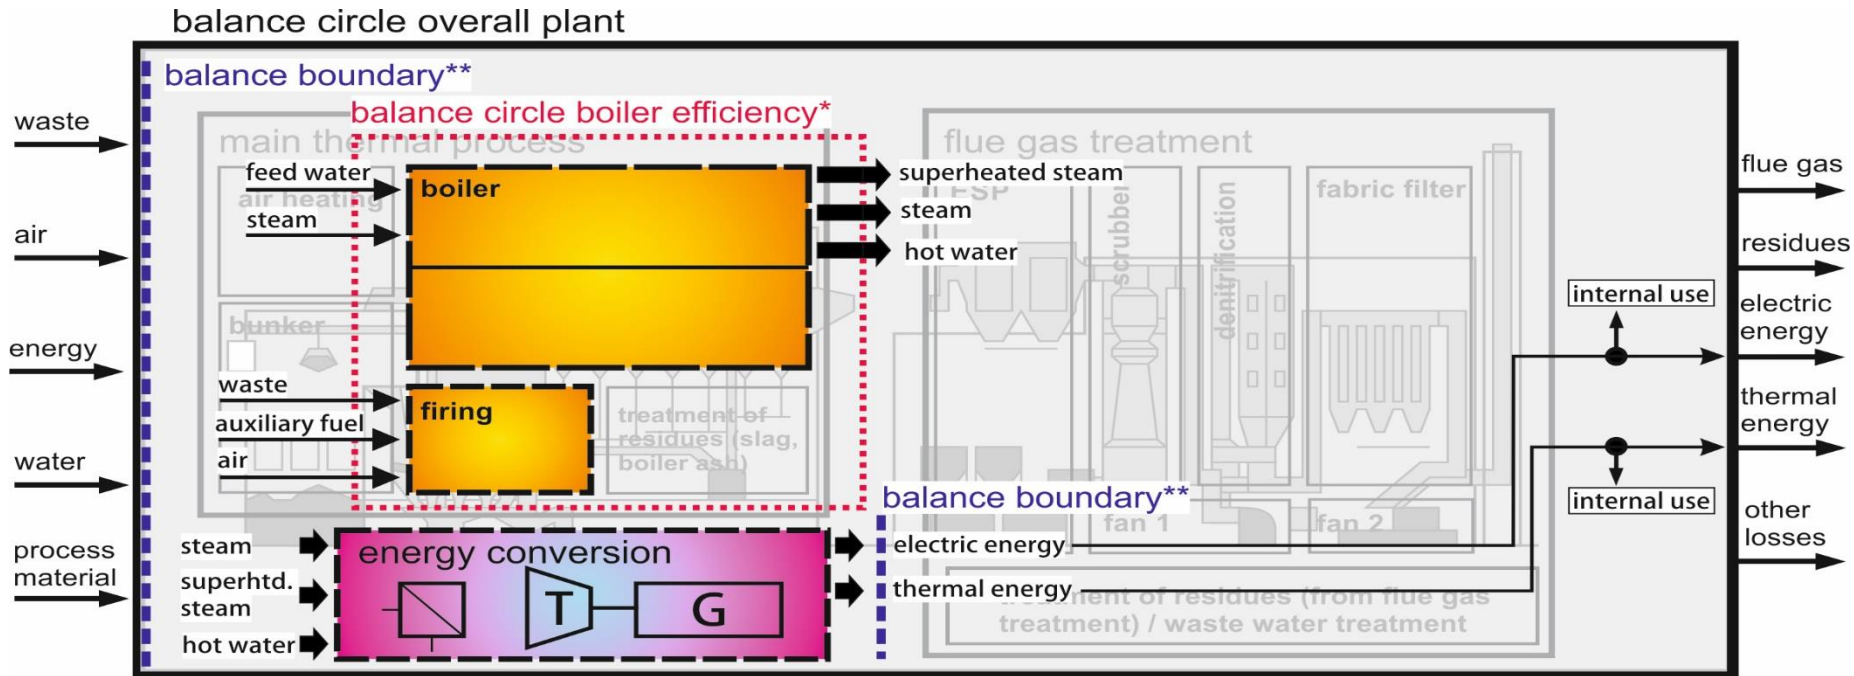 balance circle overall plant
balance boundary**
balance circle boiler efficiency*
waste
air
energy
water
process
material
main thermal process
feed water
air heating
steam
boiler
bunker
waste
auxiliary fuel
air
firing
treatment of
residues (slag,
boiler ash)
superheated steam
steam
hot water
flue gas treatment
ESP
scrubber
denitrification
fabric filter
fan 1
fan 2
balance boundary**
steam
superhtd.
steam
hot water
energy conversion
T
G
electric energy
thermal energy
treatment of residues (from flue gas
treatment) / waste water treatment
internal use
internal use
flue gas
residues
electric
energy
thermal
energy
other
losses